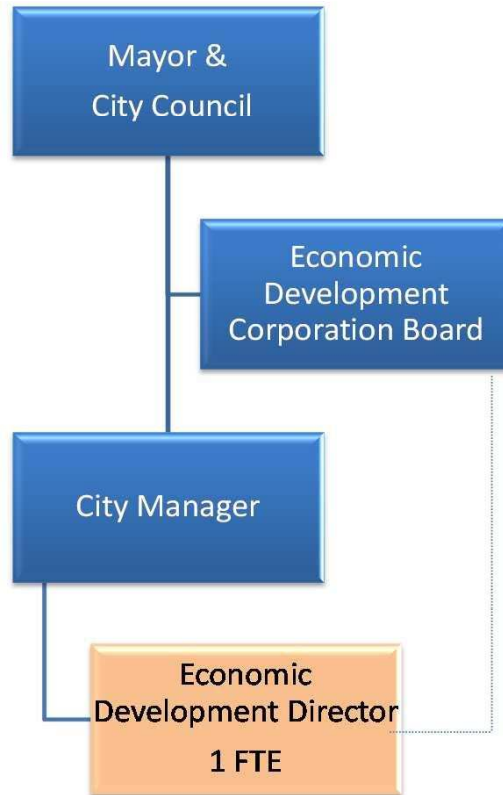 Mayor &
City Council
Economic
Development
Corporation Board
City Manager
Economic
Development Director
1 FTE